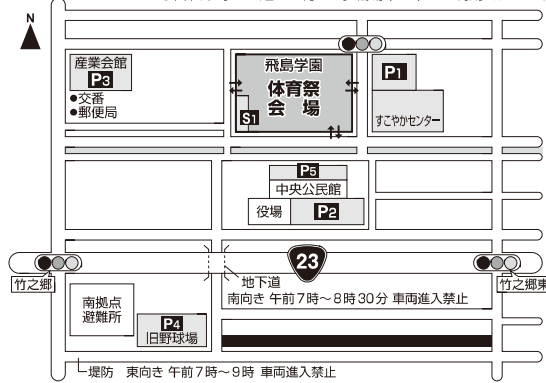 N
産業会館
P3
●交番
●郵便局
飛島学園
体育祭
会場
S1
P1
すこやかセンター
P5
中央公民館
役場
P2
23
竹之郷
竹之郷東
地下道
南向き 午前7時~8時30分 車両進入禁止
南拠点
避難所
P4
旧野球場
堤防 東向き 午前7時~9時 車両進入禁止